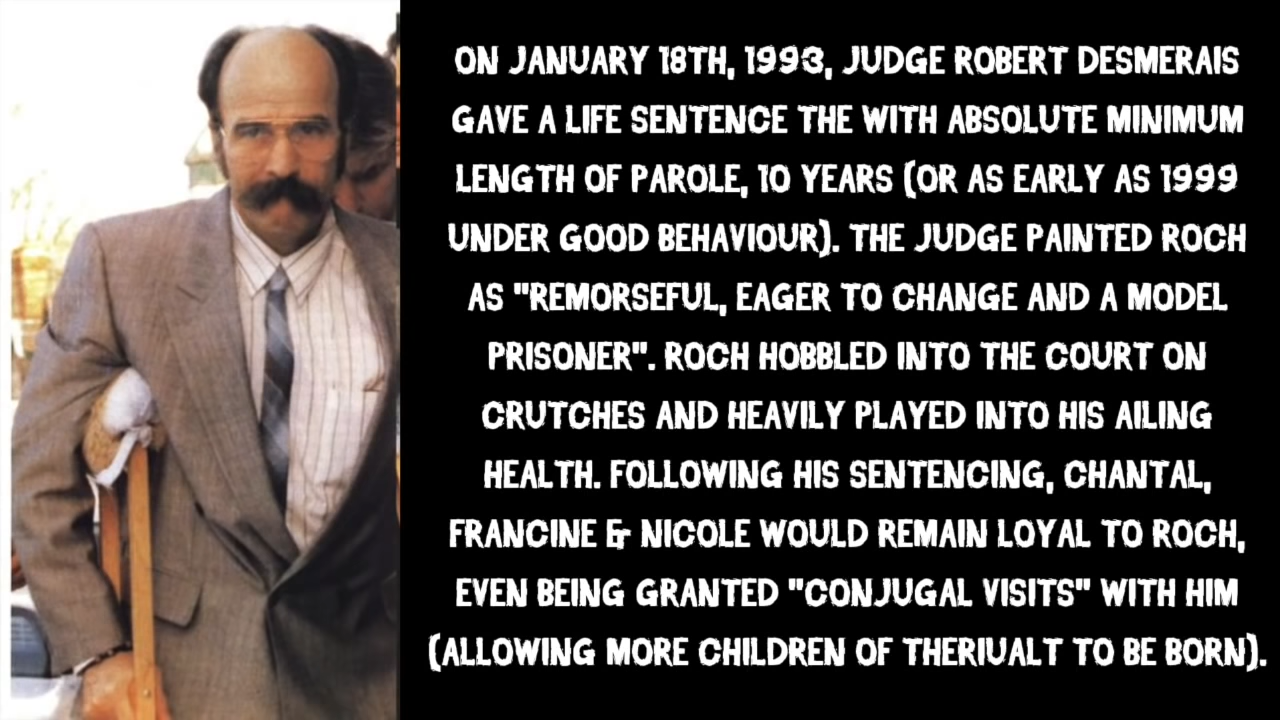 ON JANUARY 18TH, 1993, JUDGE ROBERT DESMERAIS
GAVE A LIFE SENTENCE THE WITH ABSOLUTE MINIMUM
LENGTH OF PAROLE, 10 YEARS (OR AS EARLY AS 1999
UNDER GOOD BEHAVIOUR). THE JUDGE PAINTED ROCH
AS "REMORSEFUL, EAGER TO CHANGE AND A MODEL
PRISONER". ROCH HOBBLED INTO THE COURT ON
CRUTCHES AND HEAVILY PLAYED INTO HIS AILING
HEALTH. FOLLOWING HIS SENTENCING, CHANTAL,
FRANCINE & NICOLE WOULD REMAIN LOYAL TO ROCH,
EVEN BEING GRANTED "CONJUGAL VISITS" WITH HIM
(ALLOWING MORE CHILDREN OF THERIUALT TO BE BORN).